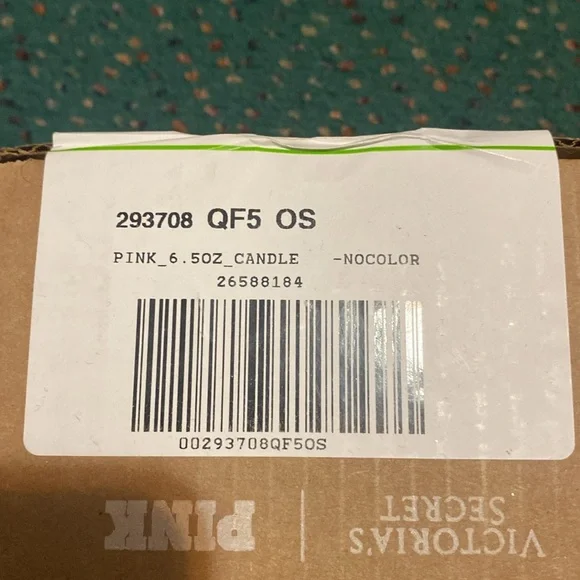 293708 QF5 OS
PINK_6.5OZ_CANDLE -NOCOLOR
26588184
00293708QF5OS
VICTORIA'S
SECRET
PINK